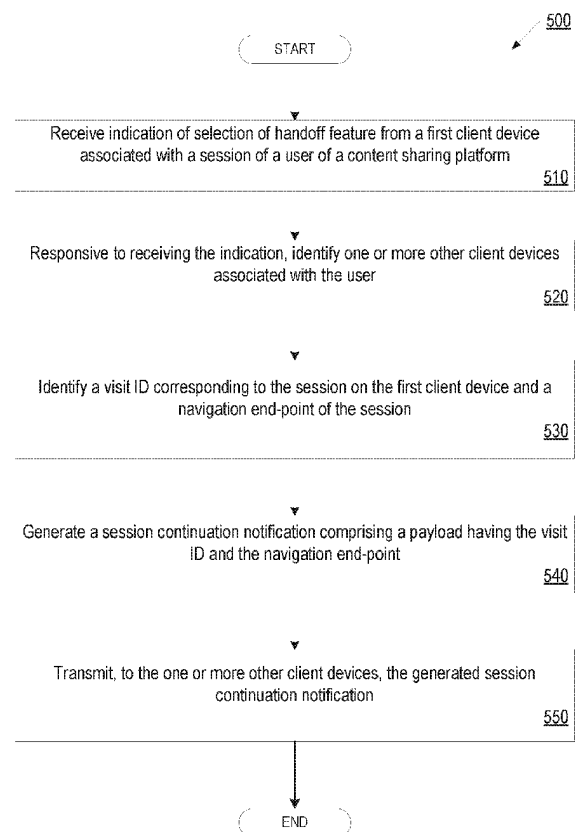 500
START
Receive indication of selection of handoff feature from a first client device
associated with a session of a user of a content sharing platform
510
Responsive to receiving the indication, identify one or more other client devices
associated with the user
520
Identify a visit ID corresponding to the session on the first client device and a
navigation end-point of the session
530
Generate a session continuation notification comprising a payload having the visit
ID and the navigation end-point
540
Transmit, to the one or more other client devices, the generated session
continuation notification
550
END